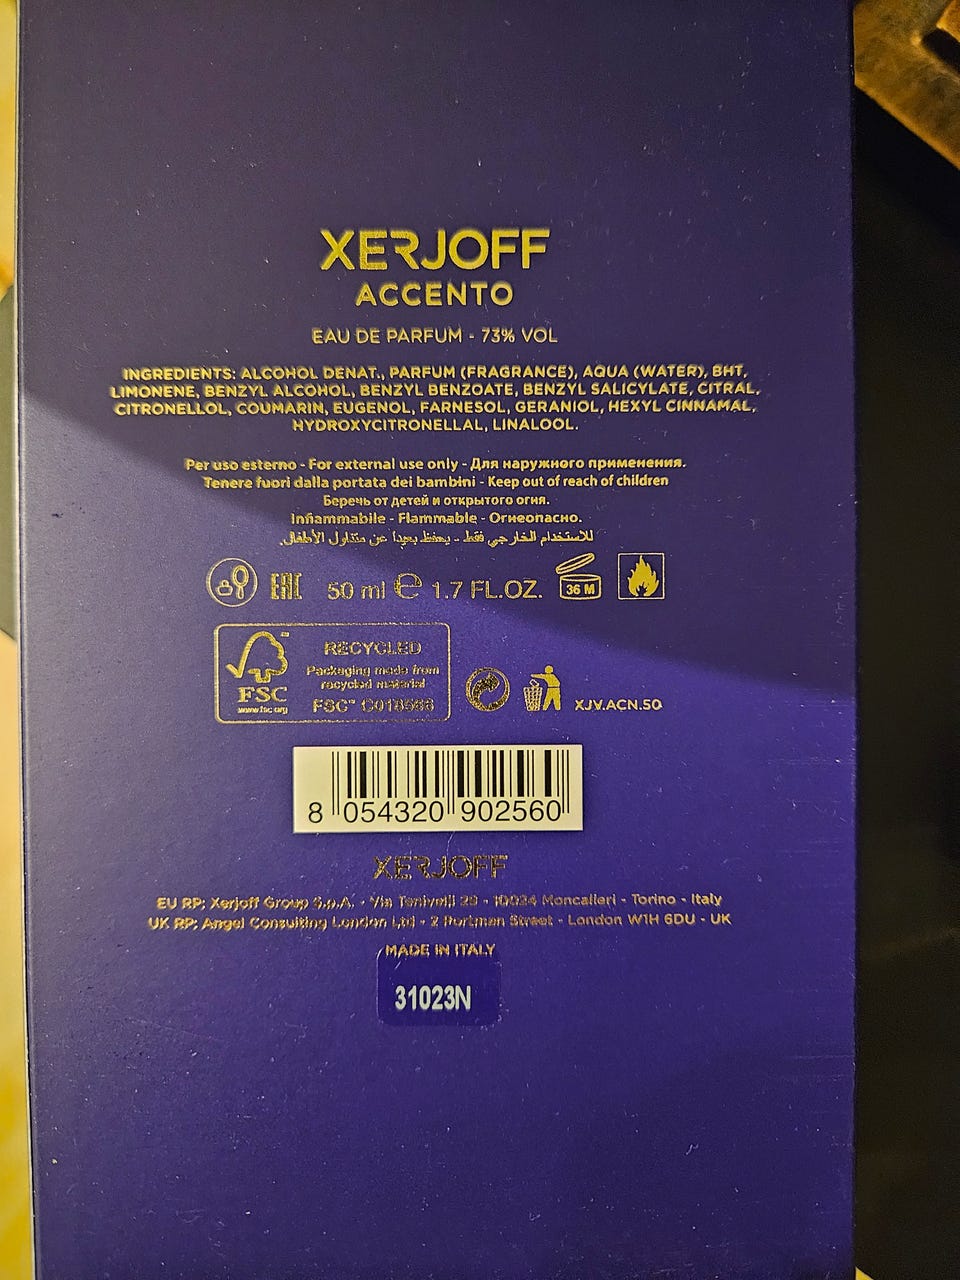 XERJOFF
ACCENTO
EAU DE PARFUM - 73% VOL
INGREDIENTS: ALCOHOL DENAT., PARFUM (FRAGRANCE), AQUA (WATER), BHT,
LIMONENE, BENZYL ALCOHOL, BENZYL BENZOATE, BENZYL SALICYLATE, CITRAL,
CITRONELLOL, COUMARIN, EUGENOL, FARNESOL, GERANIOL, HEXYL CINNAMAL,
HYDROXYCITRONELLAL, LINALOOL.
Per uso esterno - For external use only - Для наружного применения.
Tenere fuori dalla portata dei bambini - Keep out of reach of children
Беречь от детей и открытого огня.
Infiammabile - Flammable - Огнеопасно.
للاستخدام الخارجي فقط - يحفظ بعيدا عن متناول الأطفال.
EAC 50 ml e 1.7 FL.OZ. 36 M
FSC™ RECYCLED
Packaging made from
recycled material
www.fsc.org FSC™
XJV.ACN.50
8 054320 902560
XERJOFF
EU RP: Xerjoff Group S.p.A. - Via 29 - 10024 Moncalieri - Torino - Italy
UK RP: Angel Consulting London Ltd - 2 Portman Street - London W1H 6DU - UK
MADE IN ITALY
31023N